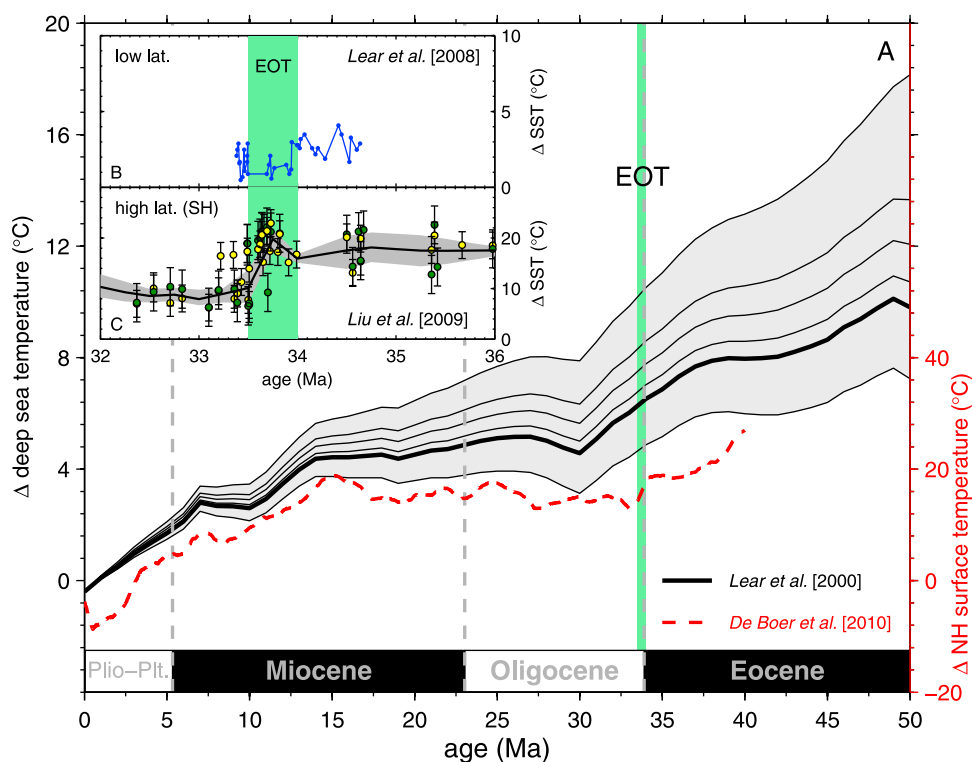 A
Δ deep sea temperature (°C)
20
16
12
8
4
0
low lat.
EOT
Lear et al. [2008]
B
10
5
0
Δ SST (°C)
high lat. (SH)
C
Liu et al. [2009]
20
10
0
Δ SST (°C)
32 33 34 35 36
age (Ma)
EOT
Lear et al. [2000]
De Boer et al. [2010]
40
20
0
−20
Δ NH surface temperature (°C)
Plio−Plt. Miocene Oligocene Eocene
0 5 10 15 20 25 30 35 40 45 50
age (Ma)